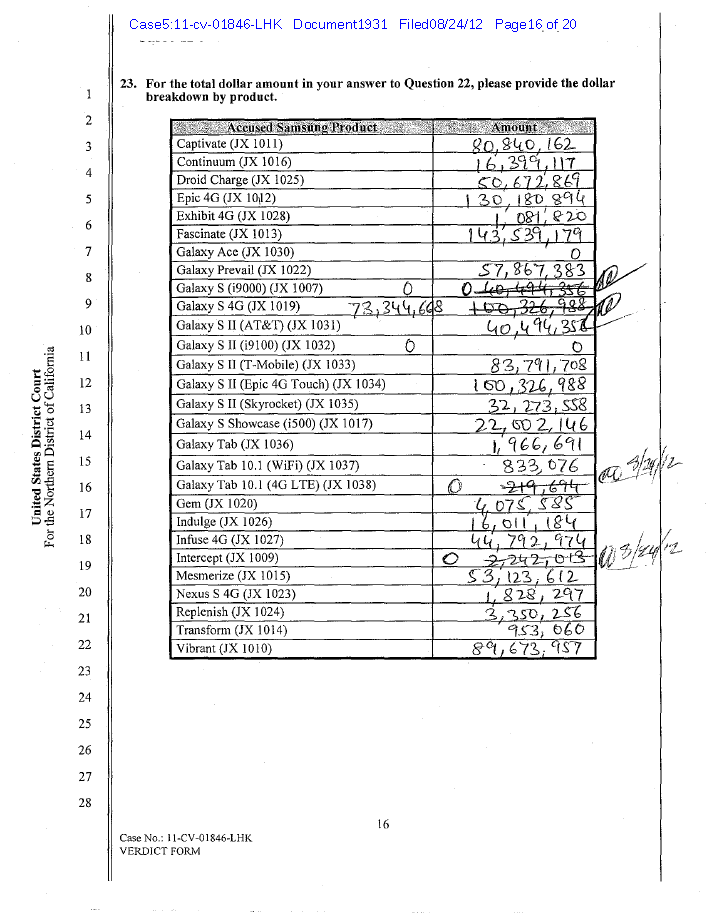 Case5:11-cv-01846-LHK Document1931 Filed08/24/12 Page16 of 20
23. For the total dollar amount in your answer to Question 22, please provide the dollar
breakdown by product.
Accused Samsung Product Amount
Captivate (JX 1011) 80,840,162
Continuum (JX 1016) 16,399,117
Droid Charge (JX 1025) 50,672,869
Epic 4G (JX 1012) 130,180,894
Exhibit 4G (JX 1028) 1,081,820
Fascinate (JX 1013) 143,539,179
Galaxy Ace (JX 1030) 0
Galaxy Prevail (JX 1022) 57,867,383
Galaxy S (i9000) (JX 1007) 0 0 40,494,356
Galaxy S 4G (JX 1019) 73,344,668 100,326,988
Galaxy S II (AT&T) (JX 1031) 40,494,356
Galaxy S II (i9100) (JX 1032) 0 0
Galaxy S II (T-Mobile) (JX 1033) 83,791,708
Galaxy S II (Epic 4G Touch) (JX 1034) 100,326,988
Galaxy S II (Skyrocket) (JX 1035) 32,273,558
Galaxy S Showcase (i500) (JX 1017) 22,002,146
Galaxy Tab (JX 1036) 1,966,691
Galaxy Tab 10.1 (WiFi) (JX 1037) 833,076
Galaxy Tab 10.1 (4G LTE) (JX 1038) 0 219,694 8/24/12
Gem (JX 1020) 4,075,585
Indulge (JX 1026) 16,011,184
Infuse 4G (JX 1027) 44,792,974
Intercept (JX 1009) 0 2,242,013 8/24/12
Mesmerize (JX 1015) 53,123,612
Nexus S 4G (JX 1023) 1,828,297
Replenish (JX 1024) 3,350,256
Transform (JX 1014) 953,060
Vibrant (JX 1010) 89,673,957
1
2
3
4
5
6
7
8
9
10
11
12
13
14
15
16
17
18
19
20
21
22
23
24
25
26
27
28
United States District Court
For the Northern District of California
16
Case No.: 11-CV-01846-LHK
VERDICT FORM